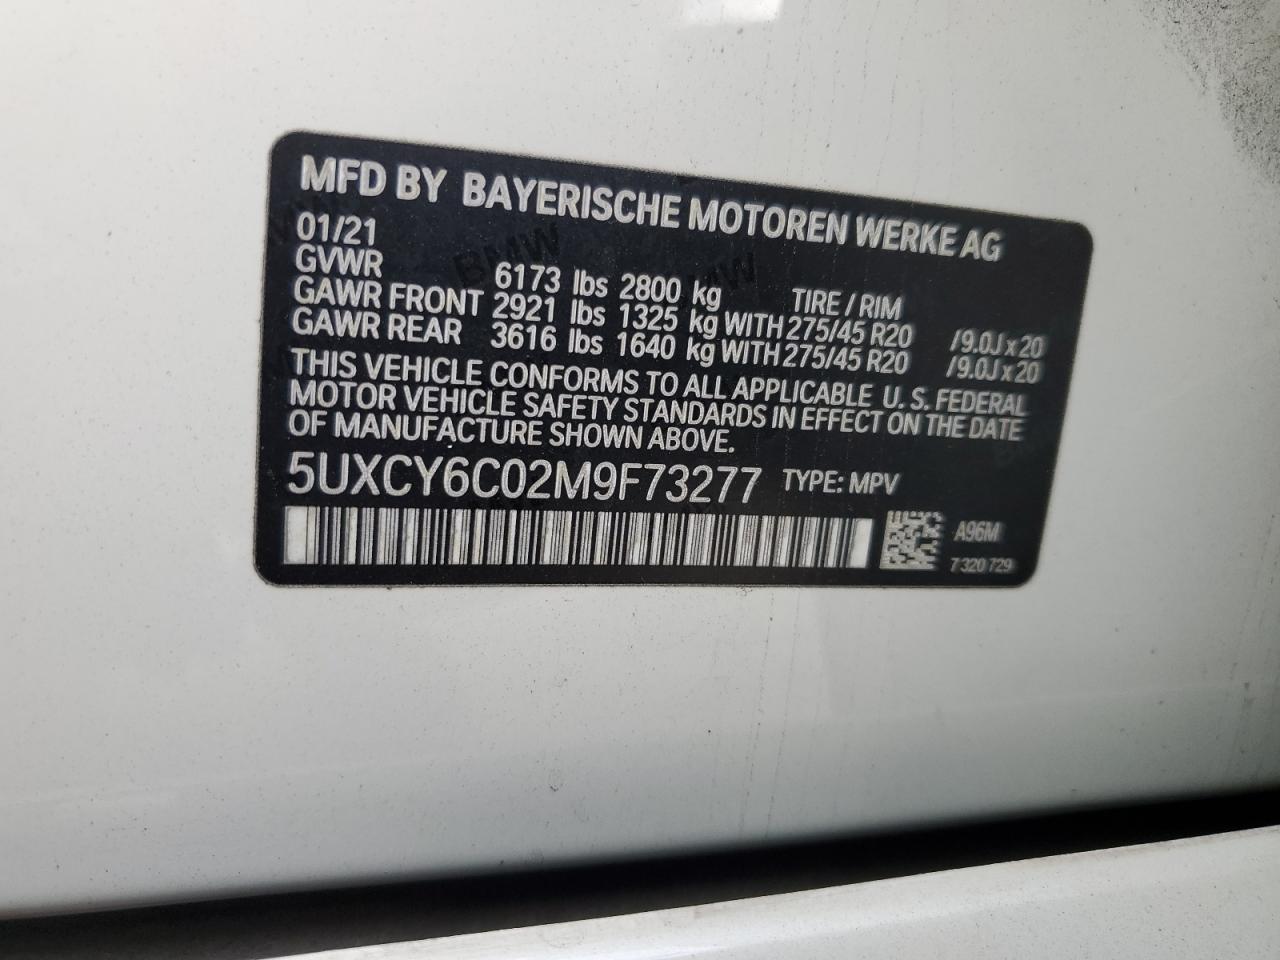 MFD BY BAYERISCHE MOTOREN WERKE AG
01/21
GVWR 6173 lbs 2800 kg TIRE / RIM
GAWR FRONT 2921 lbs 1325 kg WITH 275/45 R20 / 9.0J x 20
GAWR REAR 3616 lbs 1640 kg WITH 275/45 R20 / 9.0J x 20
THIS VEHICLE CONFORMS TO ALL APPLICABLE U. S. FEDERAL
MOTOR VEHICLE SAFETY STANDARDS IN EFFECT ON THE DATE
OF MANUFACTURE SHOWN ABOVE.
5UXCY6C02M9F73277 TYPE: MPV
A96M
7 320 729